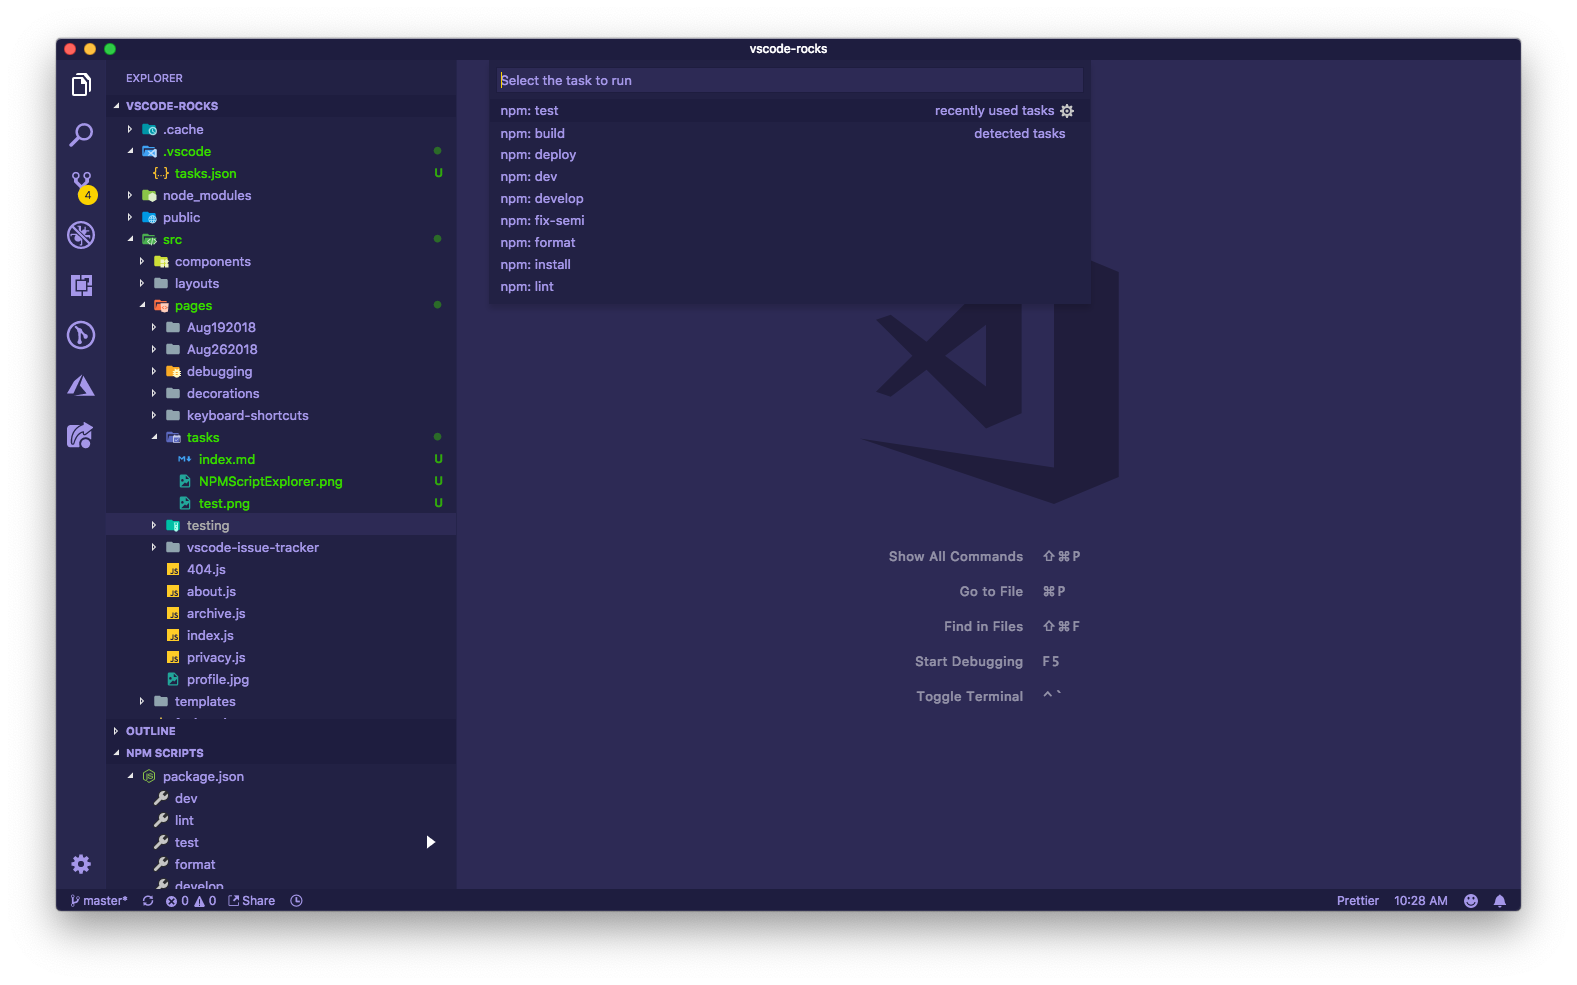 vscode-rocks
EXPLORER
VSCODE-ROCKS
.cache
.vscode
{..} tasks.json U
node_modules
public
src
components
layouts
pages
Aug192018
Aug262018
debugging
decorations
keyboard-shortcuts
tasks
M↓ index.md U
NPMScriptExplorer.png U
test.png U
testing
vscode-issue-tracker
JS 404.js
JS about.js
JS archive.js
JS index.js
JS privacy.js
profile.jpg
templates
OUTLINE
NPM SCRIPTS
package.json
dev
lint
test
format
develop
4
Select the task to run
npm: test recently used tasks
npm: build detected tasks
npm: deploy
npm: dev
npm: develop
npm: fix-semi
npm: format
npm: install
npm: lint
Show All Commands ⇧⌘P
Go to File ⌘P
Find in Files ⇧⌘F
Start Debugging F5
Toggle Terminal ^`
master* 0 0 Share Prettier 10:28 AM